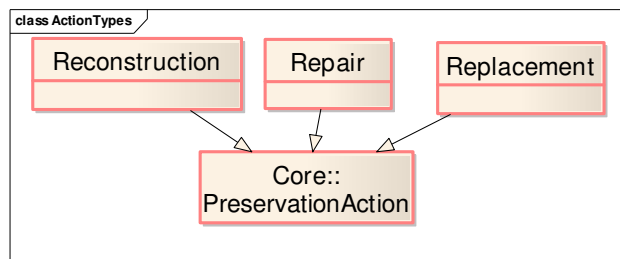 class ActionTypes
Reconstruction
Repair
Replacement
Core::
PreservationAction